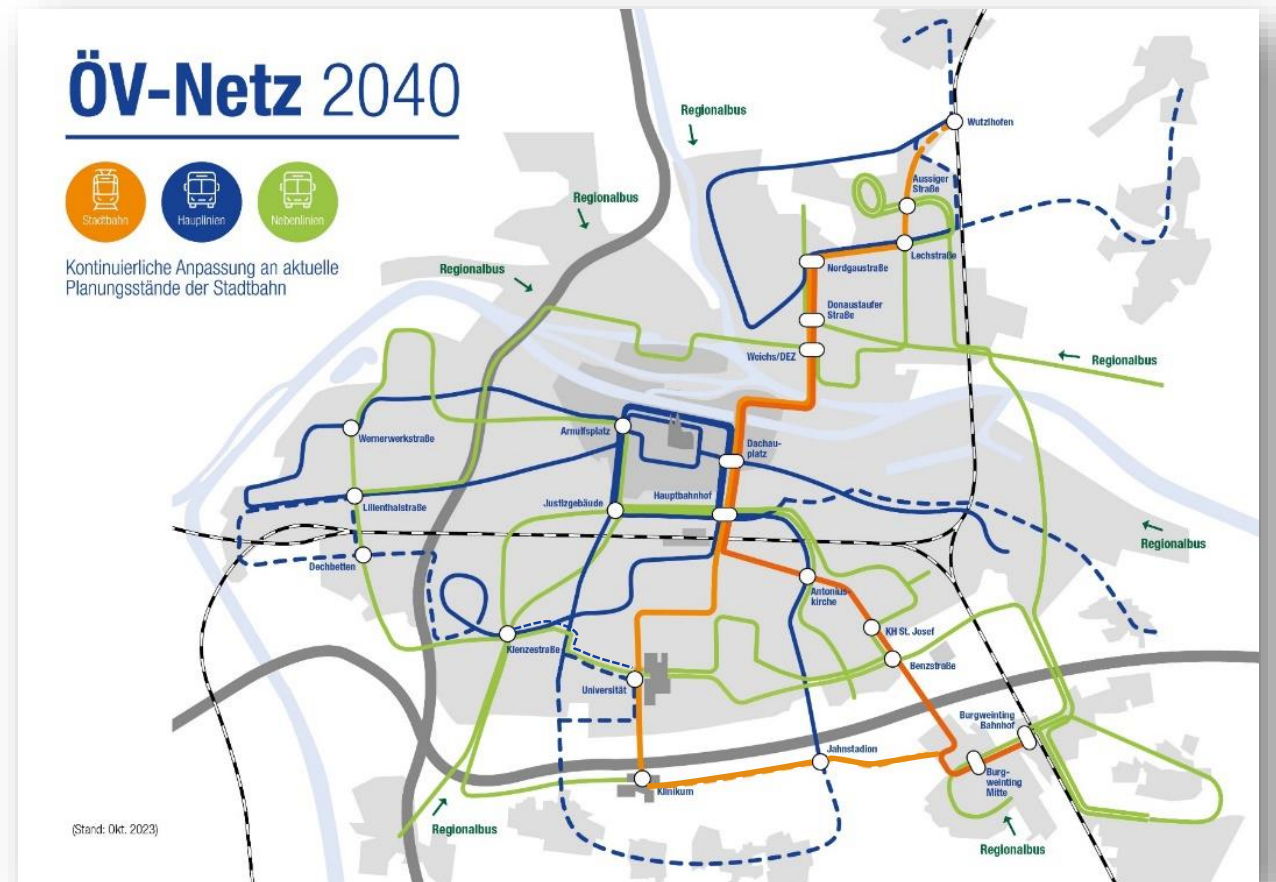 ÖV-Netz 2040
Stadtbahn
Hauplinien
Nebenlinien
Kontinuierliche Anpassung an aktuelle
Planungsstände der Stadtbahn
Regionalbus
Regionalbus
Regionalbus
Wutzlhofen
Aussiger
Straße
Lechstraße
Nordgaustraße
Donaustaufer
Straße
Weichs/DEZ
Regionalbus
Wernerwerkstraße
Arnulfsplatz
Dachau-
platz
Lilienthalstraße
Justizgebäude
Hauptbahnhof
Regionalbus
Dechbetten
Antonius-
kirche
KH St. Josef
Klenzestraße
Benzstraße
Universität
Burgweinting
Bahnhof
Jahnstadion
Burg-
weinting
Mitte
Klinikum
(Stand: Okt. 2023)
Regionalbus
Regionalbus